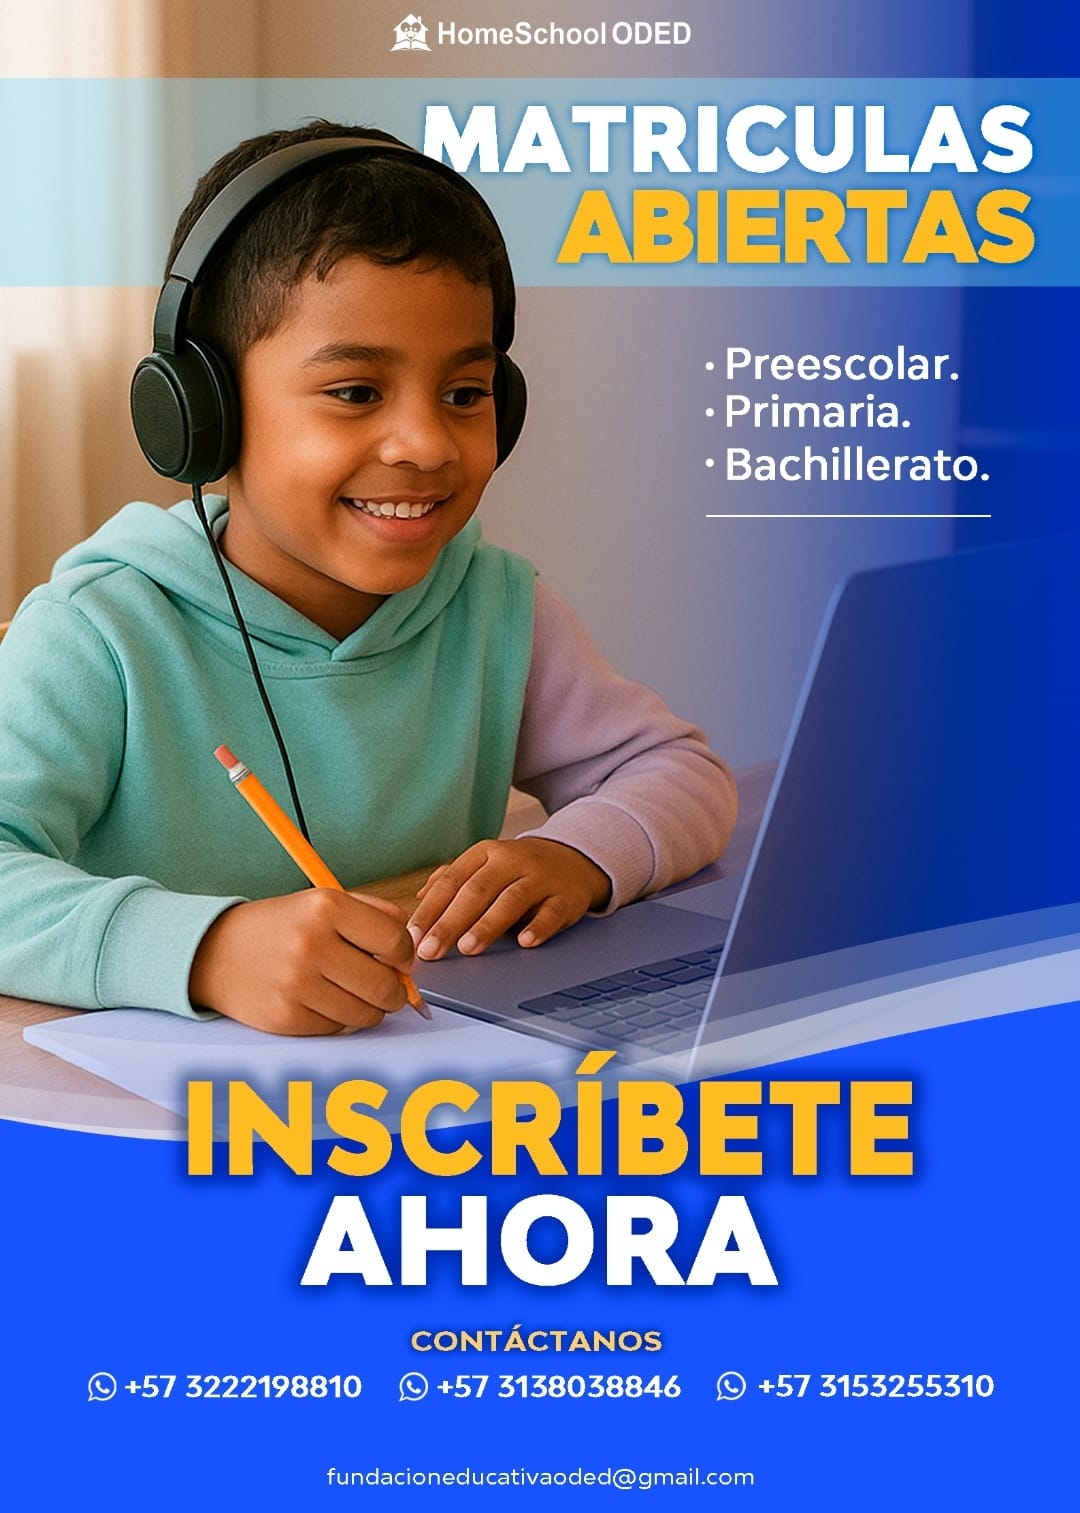 HomeSchool ODED
MATRICULAS
ABIERTAS
· Preescolar.
· Primaria.
· Bachillerato.
INSCRÍBETE
AHORA
CONTÁCTANOS
+57 3222198810 +57 3138038846 +57 3153255310
fundacioneducativaoded@gmail.com